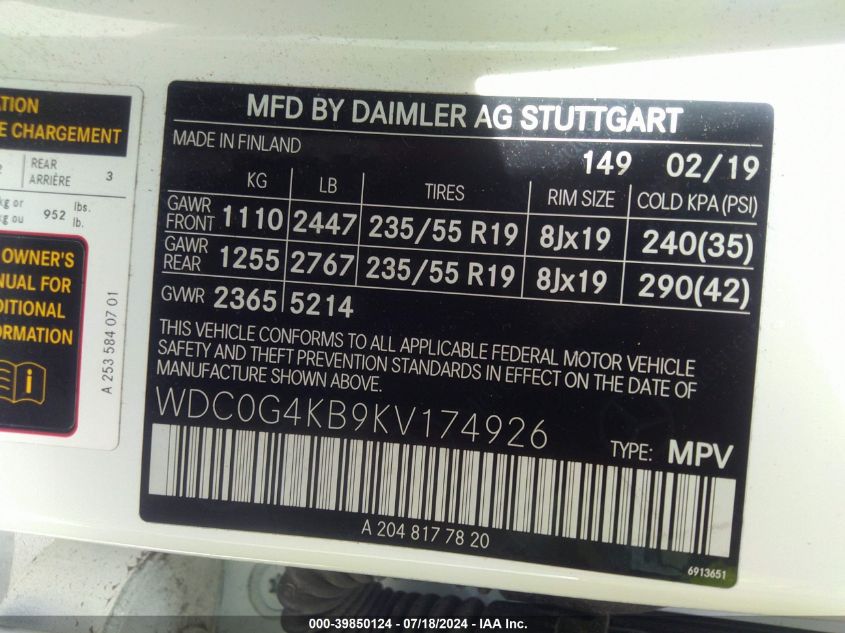 ATION
E CHARGEMENT
REAR
ARRIÈRE 3
kg or
kg ou 952 lbs.
lb.
OWNER'S
NUAL FOR
DITIONAL
ORMATION
A 253 584 07 01
MFD BY DAIMLER AG STUTTGART
MADE IN FINLAND
149 02/19
KG LB TIRES RIM SIZE COLD KPA (PSI)
GAWR FRONT 1110 2447 235/55 R19 8Jx19 240(35)
GAWR REAR 1255 2767 235/55 R19 8Jx19 290(42)
GVWR 2365 5214
THIS VEHICLE CONFORMS TO ALL APPLICABLE FEDERAL MOTOR VEHICLE
SAFETY AND THEFT PREVENTION STANDARDS IN EFFECT ON THE DATE OF
MANUFACTURE SHOWN ABOVE.
WDC0G4KB9KV174926
TYPE: MPV
A 204 817 78 20
6913651
000-39850124 - 07/18/2024 - IAA Inc.